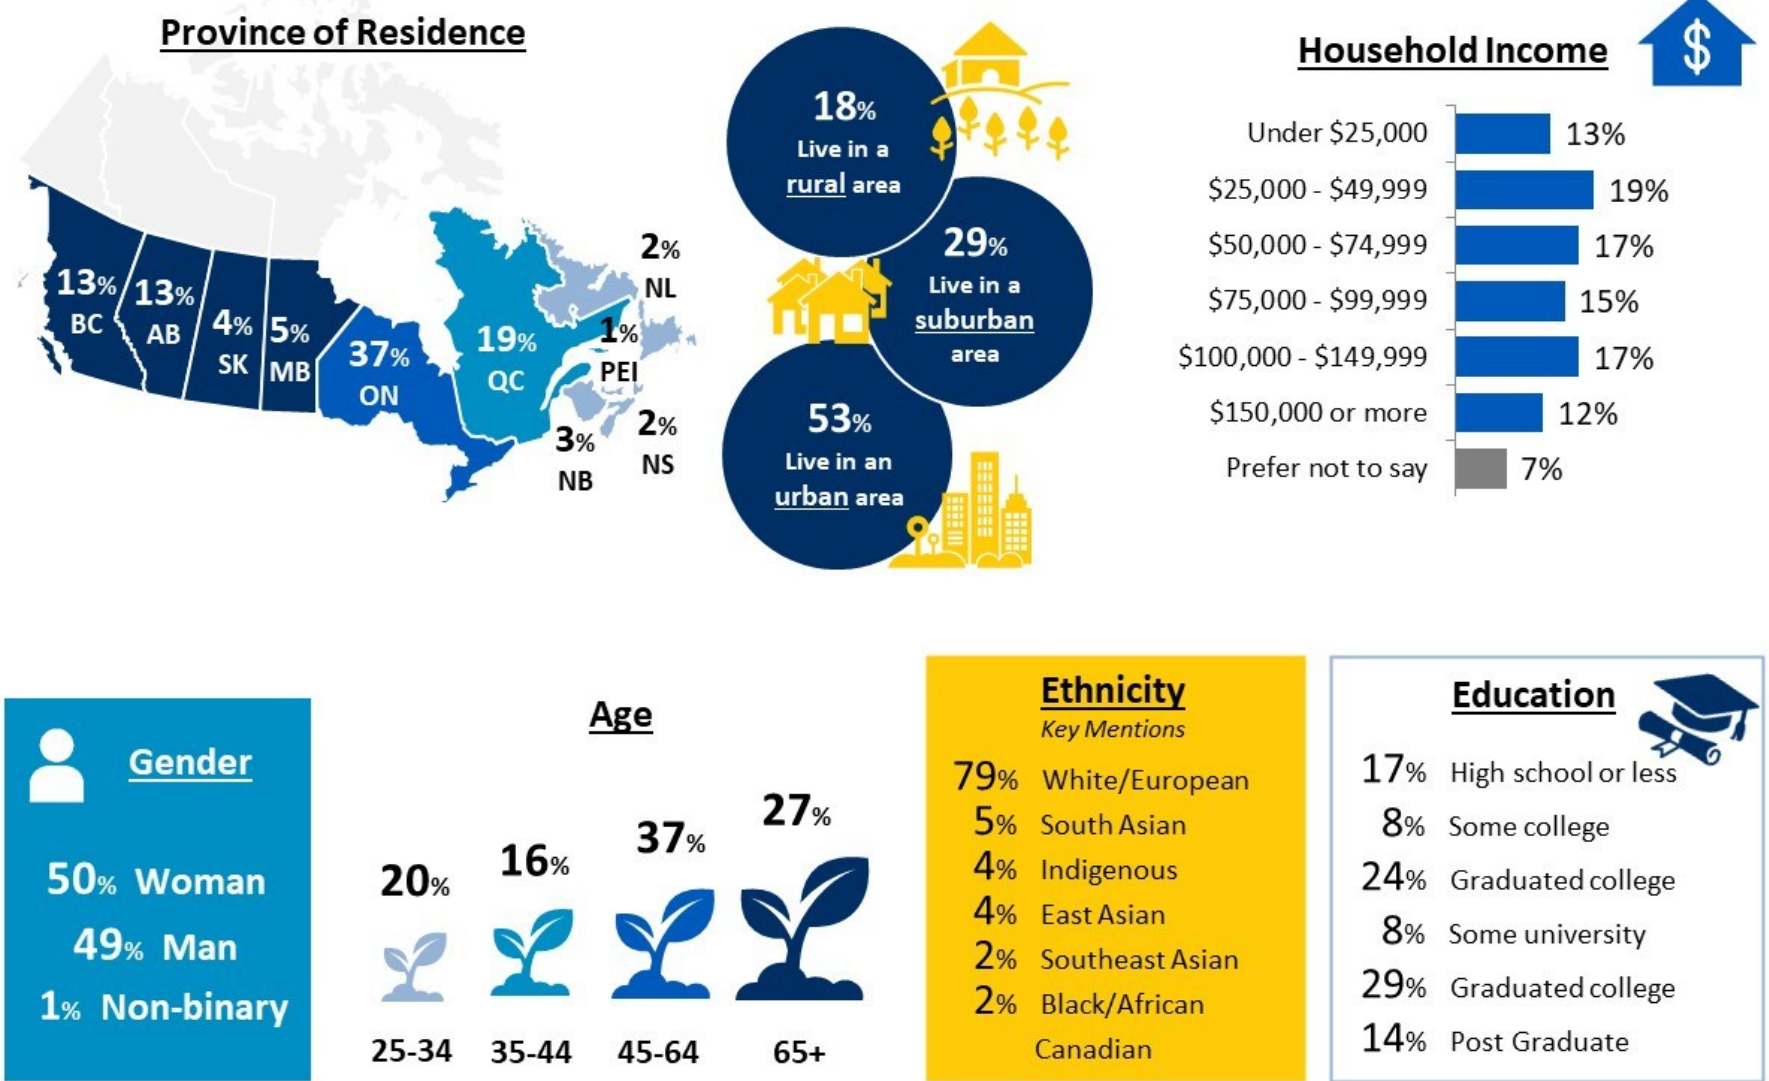 Province of Residence
13%
BC
13%
AB
4%
SK
5%
MB
37%
ON
19%
QC
2%
NL
1%
PEI
3%
NB
2%
NS
18%
Live in a
rural area
29%
Live in a
suburban
area
53%
Live in an
urban area
Household Income
$
Under $25,000 13%
$25,000 - $49,999 19%
$50,000 - $74,999 17%
$75,000 - $99,999 15%
$100,000 - $149,999 17%
$150,000 or more 12%
Prefer not to say 7%
Gender
50% Woman
49% Man
1% Non-binary
Age
20% 16% 37% 27%
25-34 35-44 45-64 65+
Ethnicity
Key Mentions
79% White/European
5% South Asian
4% Indigenous
4% East Asian
2% Southeast Asian
2% Black/African
Canadian
Education
17% High school or less
8% Some college
24% Graduated college
8% Some university
29% Graduated college
14% Post Graduate